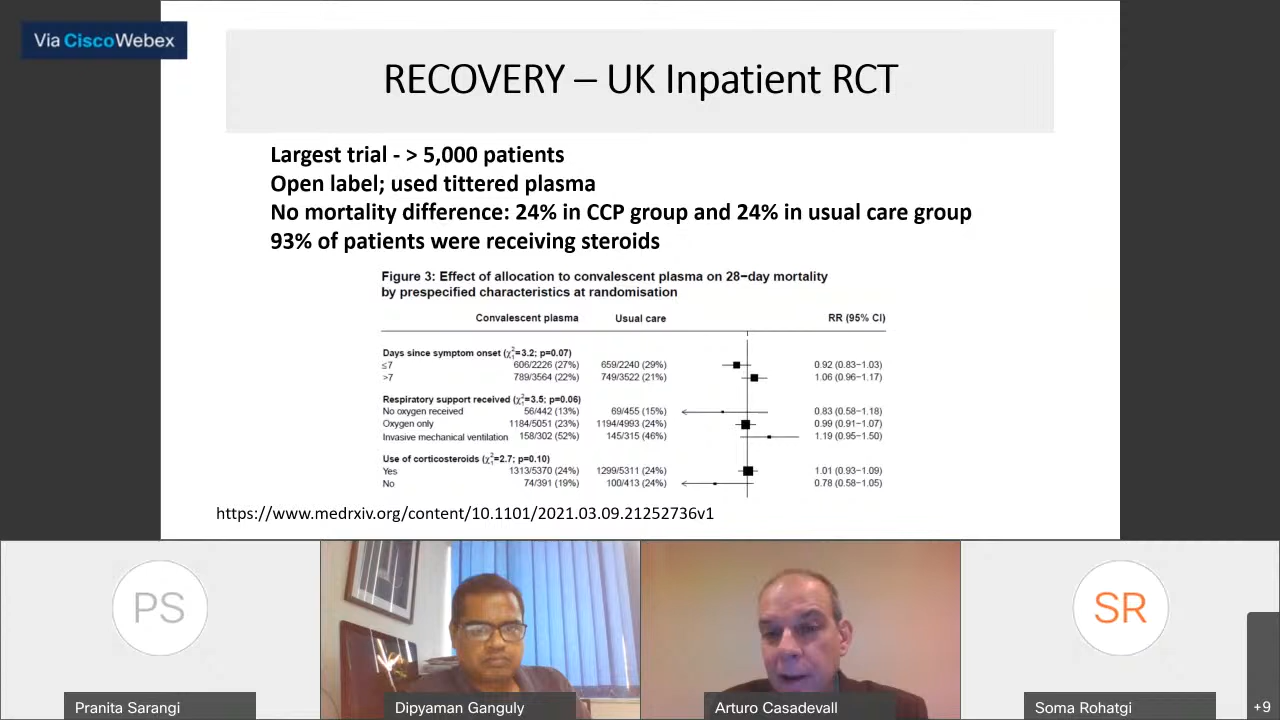 Via CiscoWebex
RECOVERY – UK Inpatient RCT
Largest trial - > 5,000 patients
Open label; used tittered plasma
No mortality difference: 24% in CCP group and 24% in usual care group
93% of patients were receiving steroids
Figure 3: Effect of allocation to convalescent plasma on 28−day mortality
by prespecified characteristics at randomisation
Convalescent plasma Usual care RR (95% CI)
Days since symptom onset (χ²₁=3.2; p=0.07)
≤7 606/2226 (27%) 659/2240 (29%) 0.92 (0.83−1.03)
>7 789/3564 (22%) 749/3522 (21%) 1.06 (0.96−1.17)
Respiratory support received (χ²₁=3.5; p=0.06)
No oxygen received 56/442 (13%) 69/455 (15%) 0.83 (0.58−1.18)
Oxygen only 1184/5051 (23%) 1194/4993 (24%) 0.99 (0.91−1.07)
Invasive mechanical ventilation 158/302 (52%) 145/315 (46%) 1.19 (0.95−1.50)
Use of corticosteroids (χ²₁=2.7; p=0.10)
Yes 1313/5370 (24%) 1299/5311 (24%) 1.01 (0.93−1.09)
No 74/391 (19%) 100/413 (24%) 0.78 (0.58−1.05)
https://www.medrxiv.org/content/10.1101/2021.03.09.21252736v1
PS
SR
Pranita Sarangi
Dipyaman Ganguly
Arturo Casadevall
Soma Rohatgi
+9